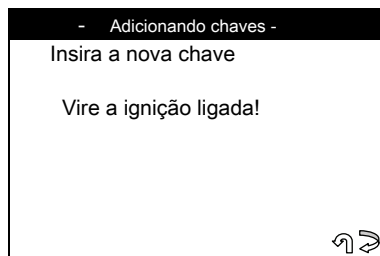 - Adicionando chaves -
Insira a nova chave
Vire a ignição ligada!